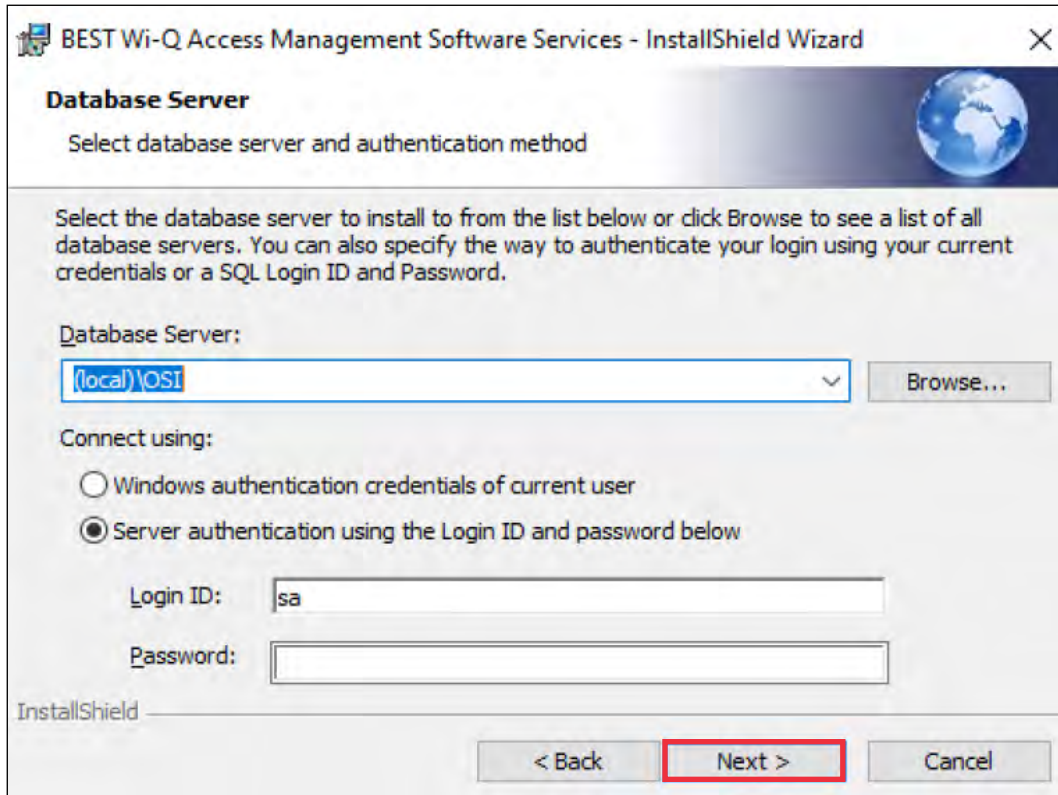 BEST Wi-Q Access Management Software Services - InstallShield Wizard
Database Server
Select database server and authentication method
Select the database server to install to from the list below or click Browse to see a list of all
database servers. You can also specify the way to authenticate your login using your current
credentials or a SQL Login ID and Password.
Database Server:
(local)\OSI
Browse...
Connect using:
Windows authentication credentials of current user
Server authentication using the Login ID and password below
Login ID:
sa
Password:
InstallShield
< Back
Next >
Cancel